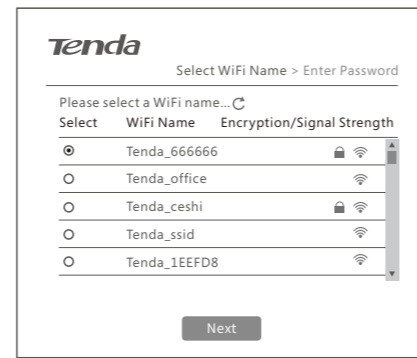 Tenda
Select WiFi Name > Enter Password
Please select a WiFi name...
Select WiFi Name Encryption/Signal Strength
Tenda_666666
Tenda_office
Tenda_ceshi
Tenda_ssid
Tenda_1EEFD8
Next